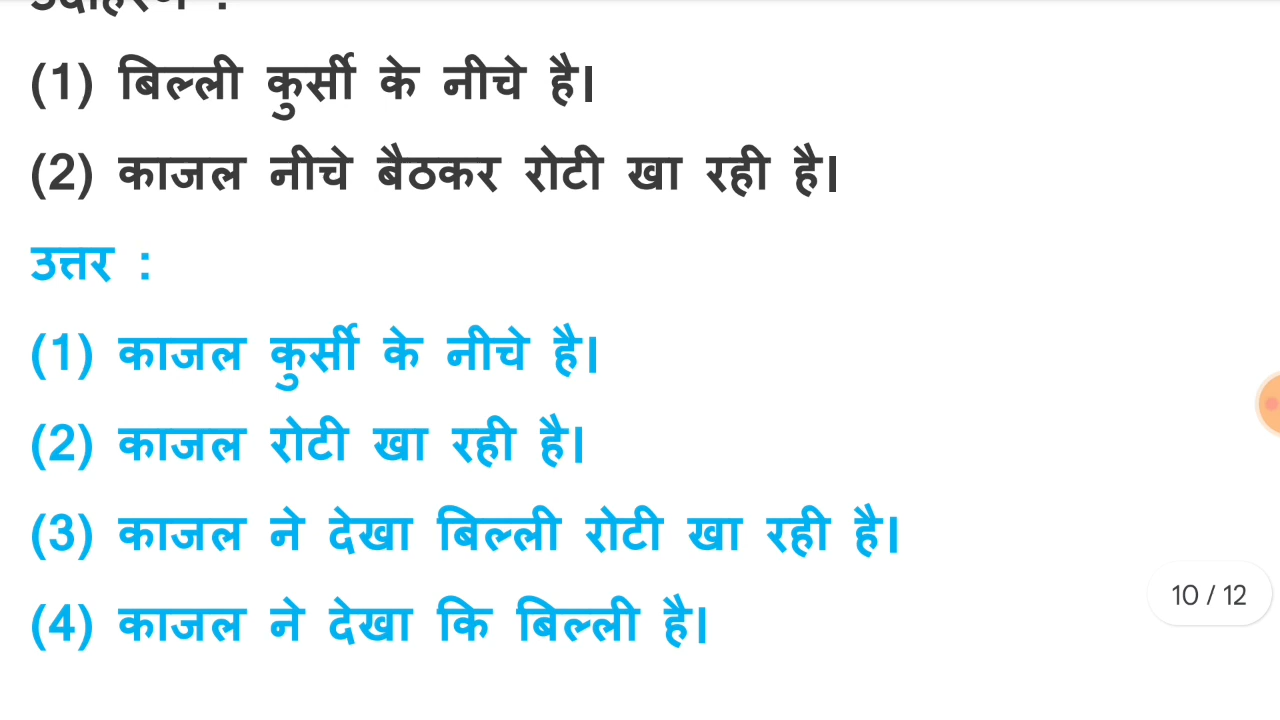 (1) बिल्ली कुर्सी के नीचे है।
(2) काजल नीचे बैठकर रोटी खा रही है।
उत्तर :
(1) काजल कुर्सी के नीचे है।
(2) काजल रोटी खा रही है।
(3) काजल ने देखा बिल्ली रोटी खा रही है।
(4) काजल ने देखा कि बिल्ली है।
10 / 12